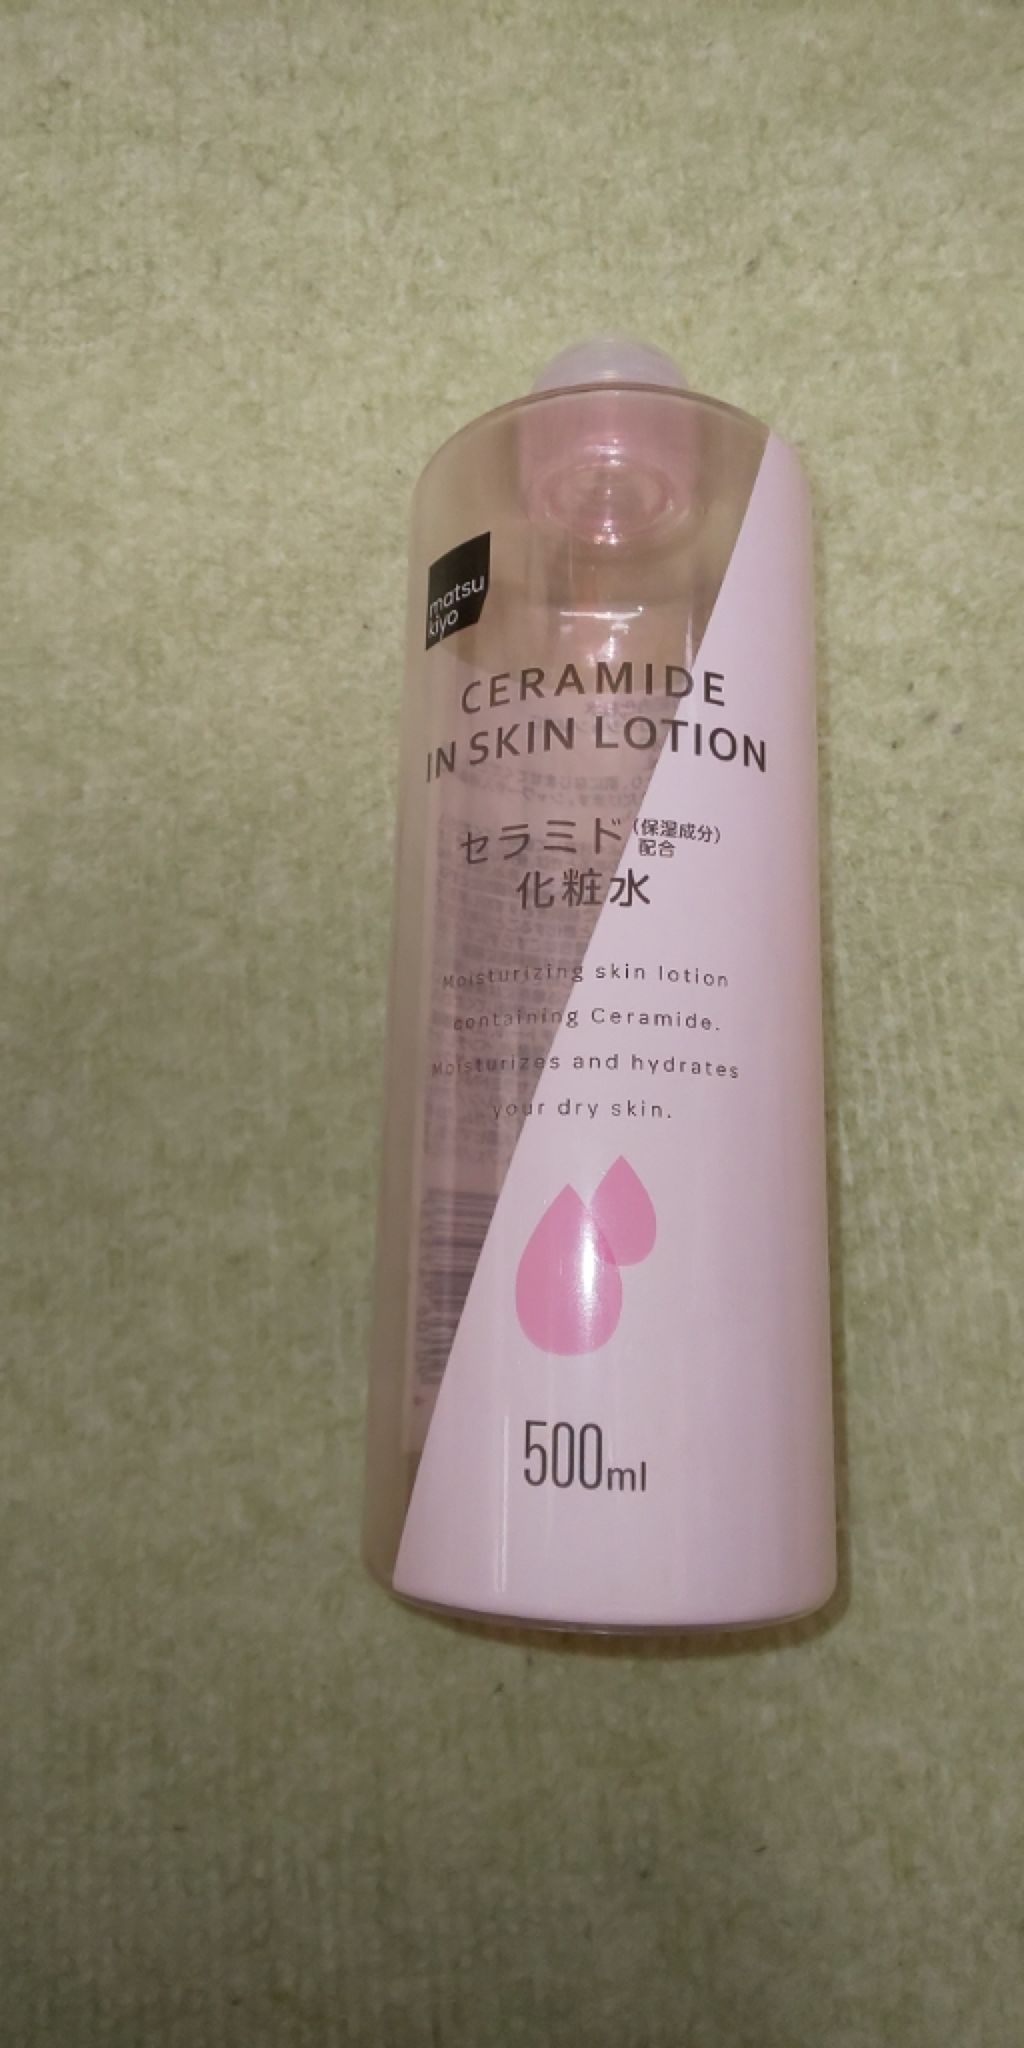 matsu
kiyo
CERAMIDE
IN SKIN LOTION
セラミド(保湿成分)
配合
化粧水
Moisturizing skin lotion
containing Ceramide.
Moisturizes and hydrates
your dry skin.
500ml